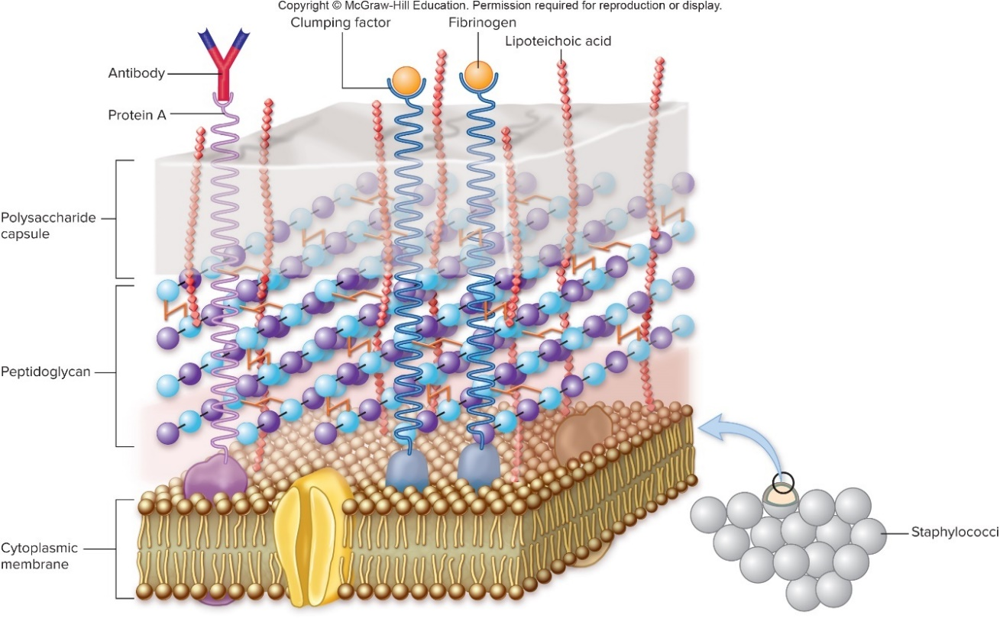 Copyright © McGraw-Hill Education. Permission required for reproduction or display.
Clumping factor
Fibrinogen
Lipoteichoic acid
Antibody
Protein A
Polysaccharide
capsule
Peptidoglycan
Staphylococci
Cytoplasmic
membrane